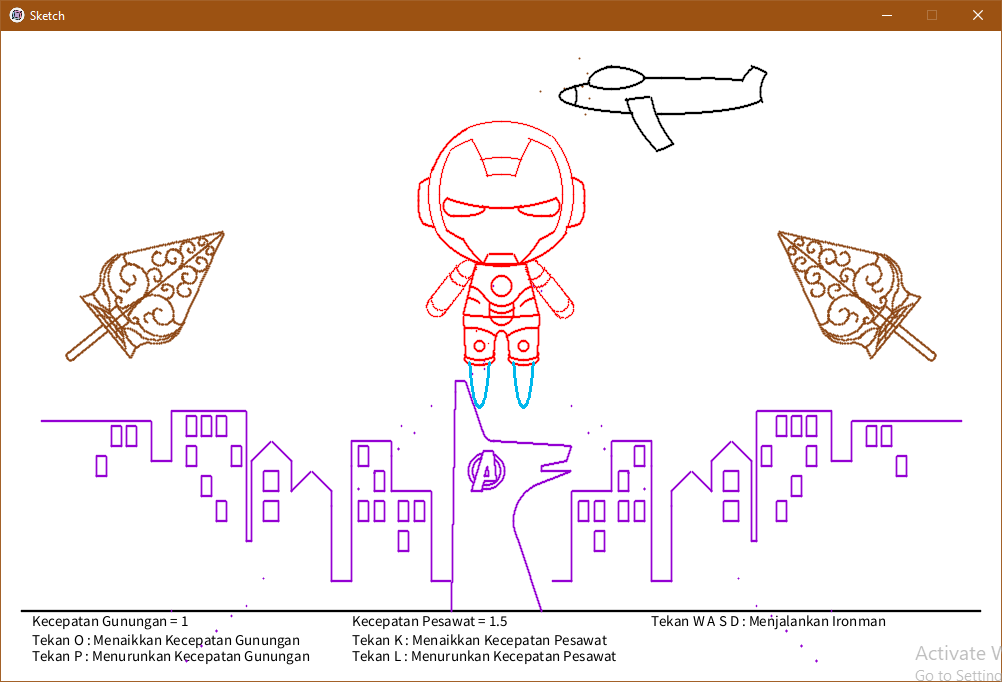 Sketch
A
Kecepatan Gunungan = 1
Kecepatan Pesawat = 1.5
Tekan W A S D : Menjalankan Ironman
Tekan O : Menaikkan Kecepatan Gunungan
Tekan K : Menaikkan Kecepatan Pesawat
Tekan P : Menurunkan Kecepatan Gunungan
Tekan L : Menurunkan Kecepatan Pesawat
Activate W
Go to Setting